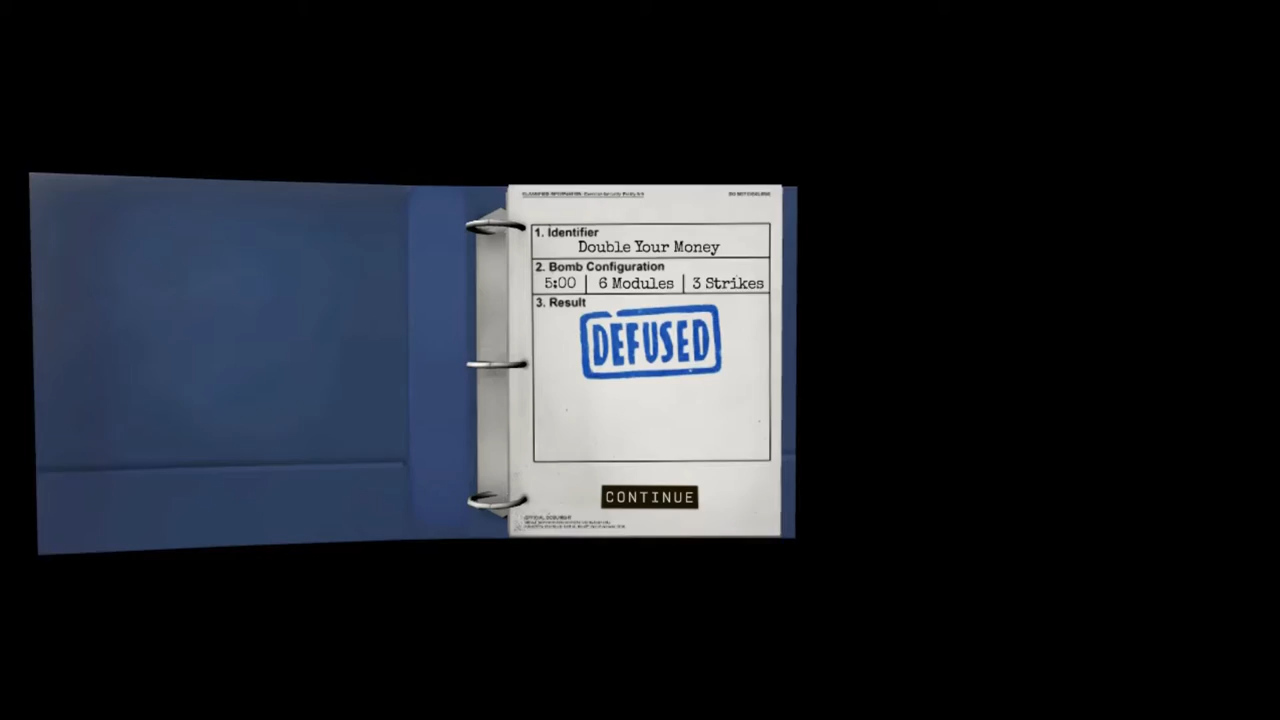 1. Identifier
Double Your Money
2. Bomb Configuration
5:00 | 6 Modules | 3 Strikes
3. Result
DEFUSED
CONTINUE